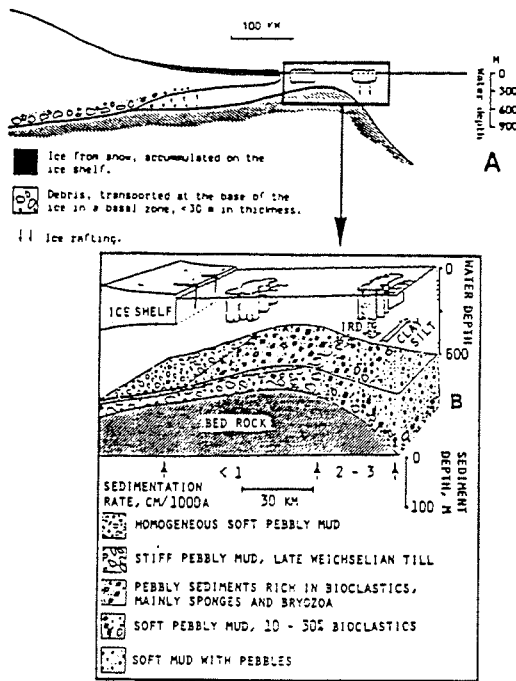 100 KM
M
0
300
600
900
Water depth
A
Ice from snow, accumulated on the
ice shelf.
Debris, transported at the base of the
ice in a basal zone, <30 m in thickness.
Ice rafting.
0
WATER DEPTH
ICE SHELF
IRD
CLAY
SILT
500
B
BED ROCK
0
SEDIMENT
DEPTH, M
100
< 1
2 - 3
SEDIMENTATION
RATE, CM/1000A
30 KM
HOMOGENEOUS SOFT PEBBLY MUD
STIFF PEBBLY MUD, LATE WEICHSELIAN TILL
PEBBLY SEDIMENTS RICH IN BIOCLASTICS,
MAINLY SPONGES AND BRYOZOA
SOFT PEBBLY MUD, 10 - 30% BIOCLASTICS
SOFT MUD WITH PEBBLES